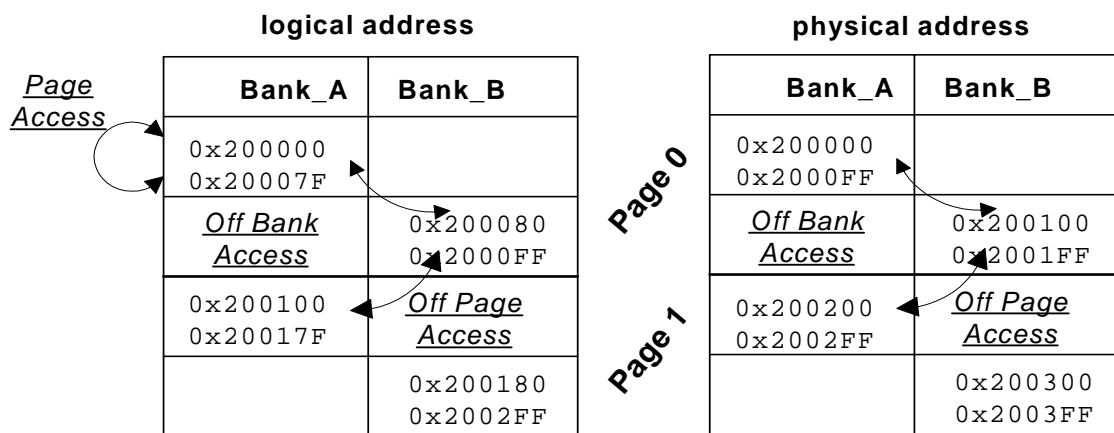 logical address
physical address
Page
Access
Bank_A
Bank_B
0x200000
0x20007F
Off Bank
Access
0x200080
0x2000FF
0x200100
0x20017F
Off Page
Access
0x200180
0x2002FF
Page 0
Page 1
Bank_A
Bank_B
0x200000
0x2000FF
Off Bank
Access
0x200100
0x2001FF
0x200200
0x2002FF
Off Page
Access
0x200300
0x2003FF